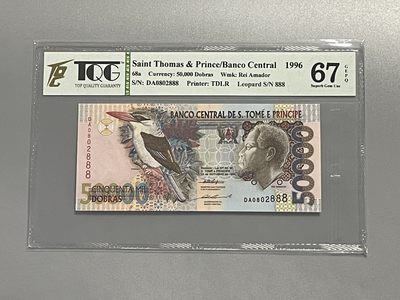 TQG
TOP QUALITY GUARANTY
Saint Thomas & Prince/Banco Central 1996
68a Currency: 50,000 Dobras Wmk: Rei Amador
S/N: DA0802888 Printer: TDLR Leopard S/N 888
67 GEPQ
Superb Gem Unc
BANCO CENTRAL DE S. TOMÉ E PRÍNCIPE
DA0802888
50000
CINQUENTA MIL
DOBRAS
DA0802888